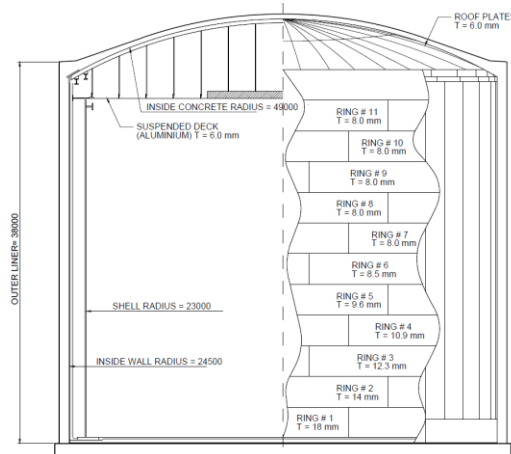 ROOF PLATES
T = 6.0 mm
INSIDE CONCRETE RADIUS = 49000
SUSPENDED DECK
(ALUMINIUM) T = 6.0 mm
RING # 11
T = 8.0 mm
RING # 10
T = 8.0 mm
RING # 9
T = 8.0 mm
RING # 8
T = 8.0 mm
RING # 7
T = 8.0 mm
RING # 6
T = 8.5 mm
RING # 5
T = 9.6 mm
RING # 4
T = 10.9 mm
RING # 3
T = 12.3 mm
RING # 2
T = 14 mm
RING # 1
T = 18 mm
OUTER LINER= 38000
SHELL RADIUS = 23000
INSIDE WALL RADIUS = 24500